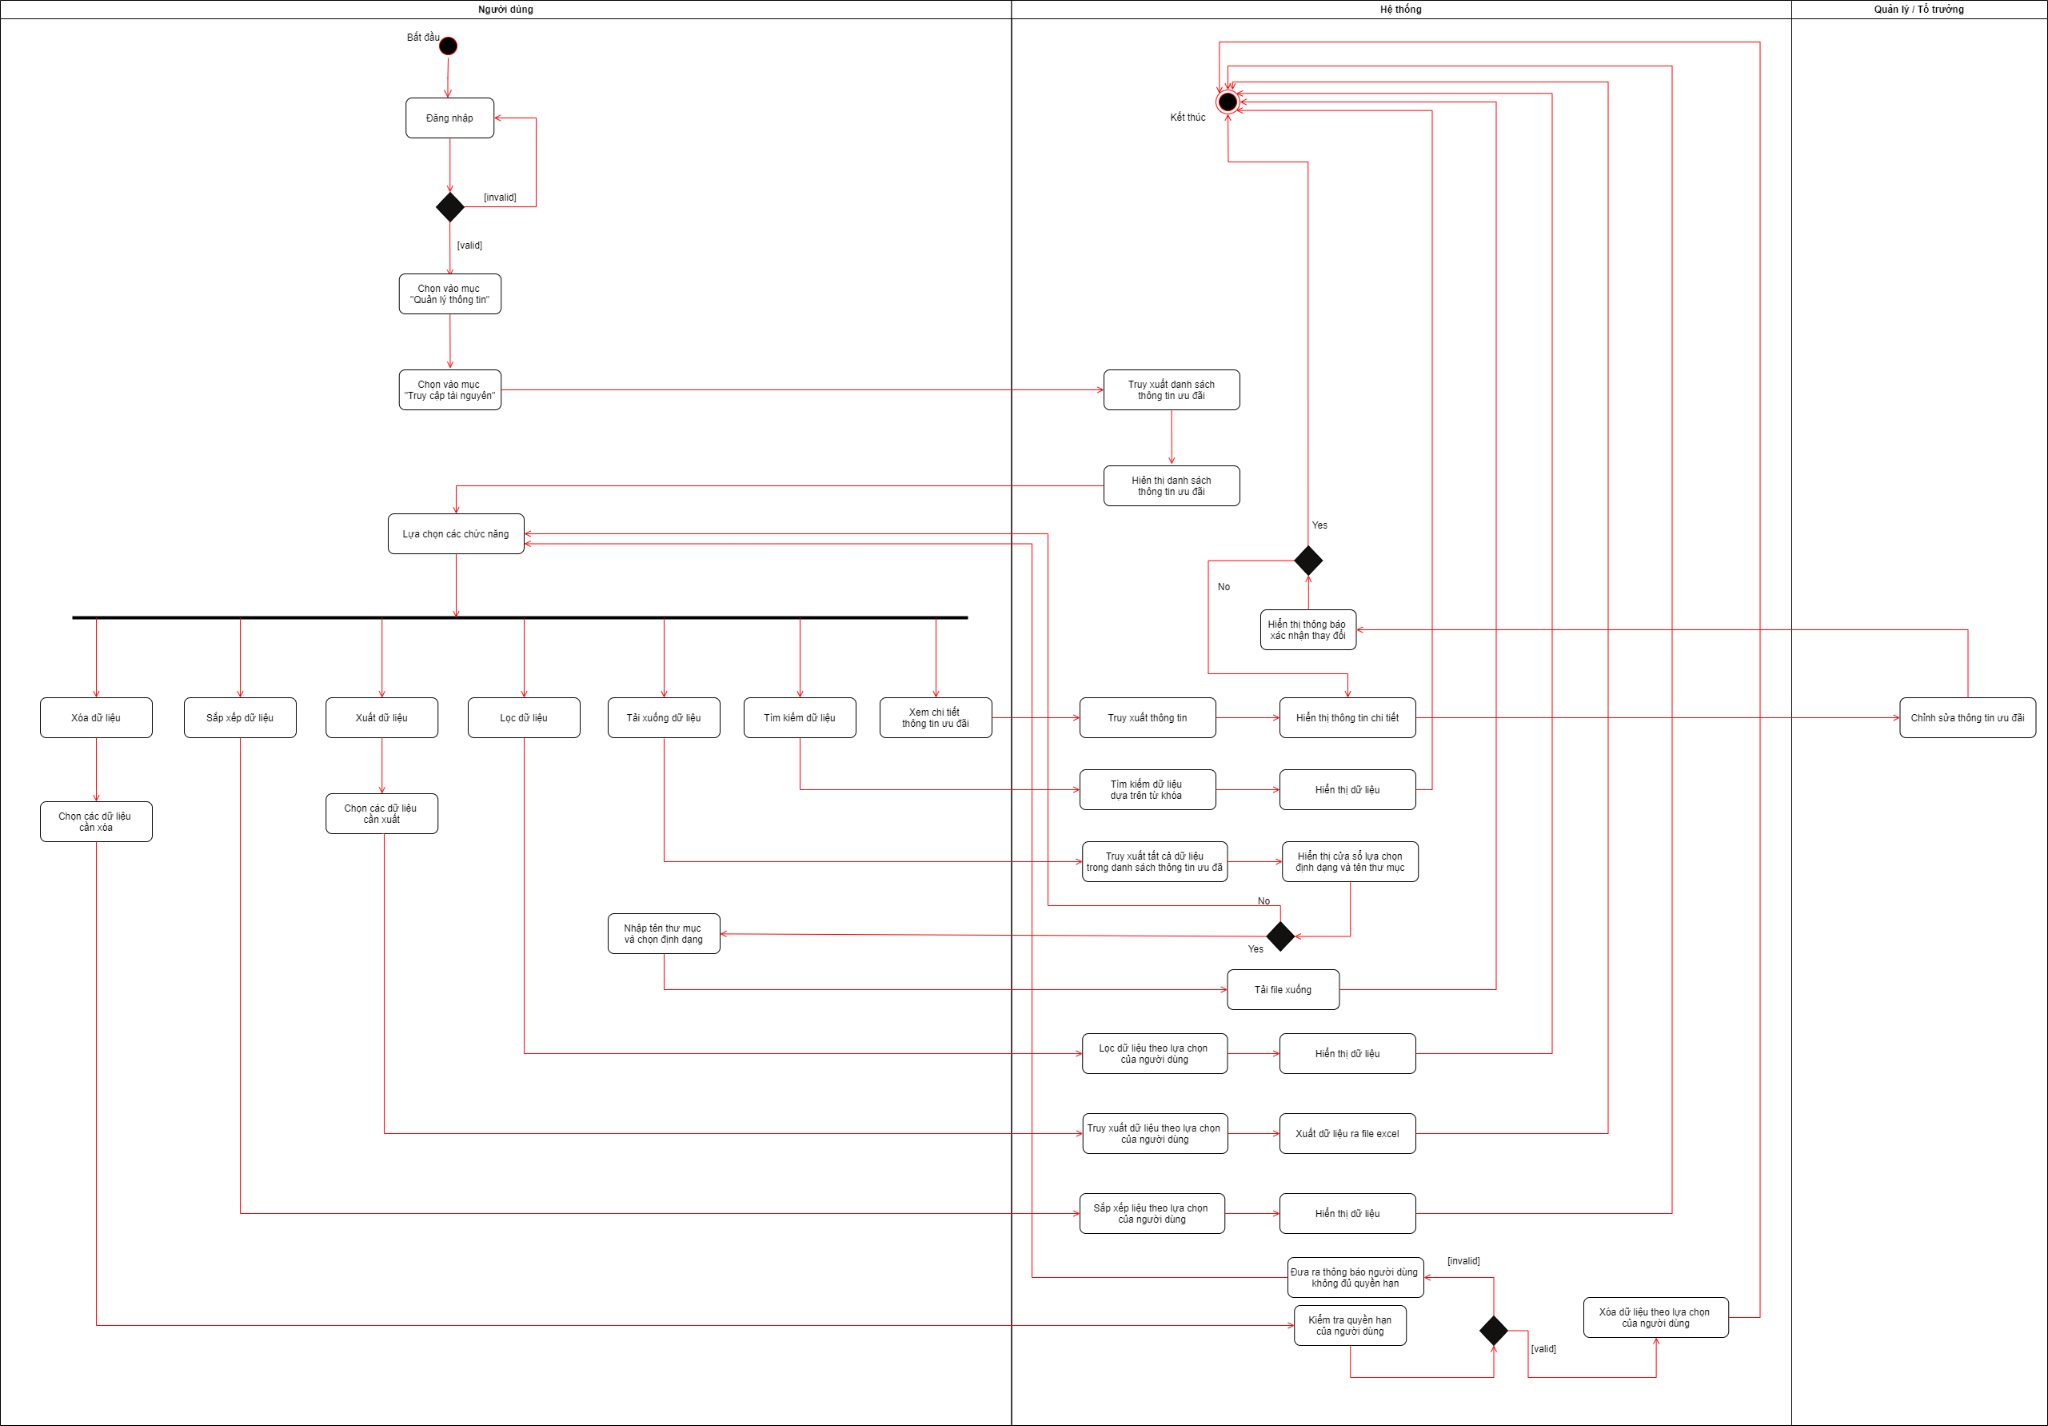 Người dùng
Hệ thống
Quản lý / Tổ trưởng
Bắt đầu
Đăng nhập
[invalid]
[valid]
Kết thúc
Chọn vào mục
"Quản lý thông tin"
Chọn vào mục
"Truy cập tài nguyên"
Truy xuất danh sách
thông tin ưu đãi
Hiên thị danh sách
thông tin ưu đãi
Lựa chọn các chức năng
Yes
No
Hiển thị thông báo
xác nhận thay đổi
Xóa dữ liệu
Sắp xếp dữ liệu
Xuất dữ liệu
Lọc dữ liệu
Tải xuống dữ liệu
Tìm kiếm dữ liệu
Xem chi tiết
thông tin ưu đãi
Truy xuất thông tin
Hiển thị thông tin chi tiết
Chỉnh sửa thông tin ưu đãi
Tìm kiếm dữ liệu
dựa trên từ khóa
Hiển thị dữ liệu
Chọn các dữ liệu
cần xóa
Chọn các dữ liệu
cần xuất
Truy xuất tất cả dữ liệu
trong danh sách thông tin ưu đã
Hiển thị cửa sổ lựa chọn
định dạng và tên thư mục
No
Yes
Nhập tên thư mục
và chọn định dạng
Tải file xuống
Lọc dữ liệu theo lựa chọn
của người dùng
Hiển thị dữ liệu
Truy xuất dữ liệu theo lựa chọn
của người dùng
Xuất dữ liệu ra file excel
Sắp xếp liệu theo lựa chọn
của người dùng
Hiển thị dữ liệu
[invalid]
Đưa ra thông báo người dùng
không đủ quyền hạn
Kiểm tra quyền hạn
của người dùng
[valid]
Xóa dữ liệu theo lựa chọn
của người dùng